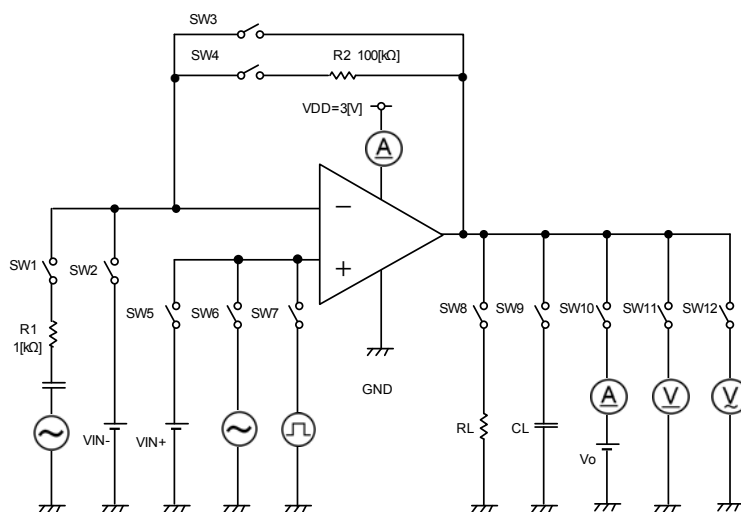 SW3
SW4
R2 100[kΩ]
VDD=3[V]
A
−
+
SW1
SW2
SW5
SW6
SW7
SW8
SW9
SW10
SW11
SW12
R1
1[kΩ]
GND
VIN-
VIN+
RL
CL
A
V
V
Vo